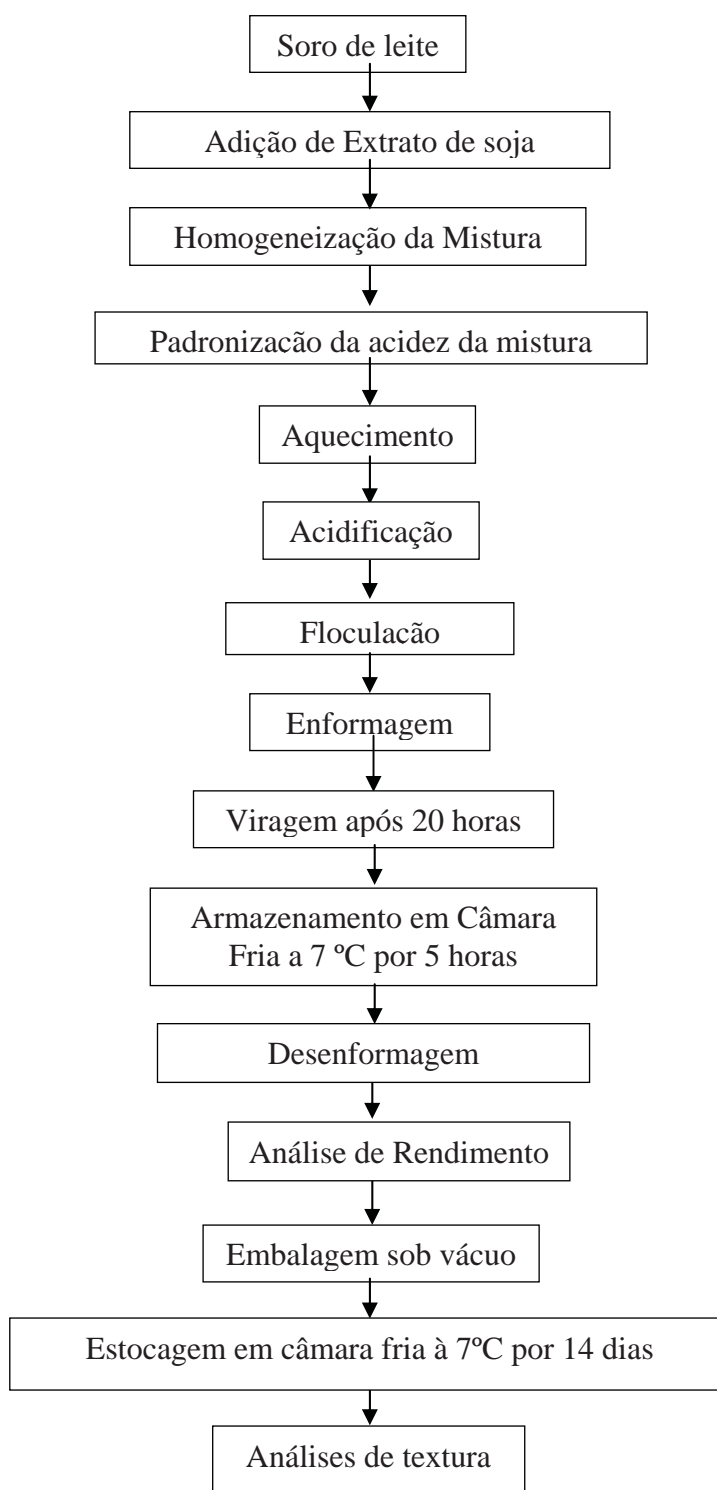 Soro de leite
Adição de Extrato de soja
Homogeneização da Mistura
Padronizacão da acidez da mistura
Aquecimento
Acidificação
Floculacão
Enformagem
Viragem após 20 horas
Armazenamento em Câmara
Fria a 7 ºC por 5 horas
Desenformagem
Análise de Rendimento
Embalagem sob vácuo
Estocagem em câmara fria à 7ºC por 14 dias
Análises de textura